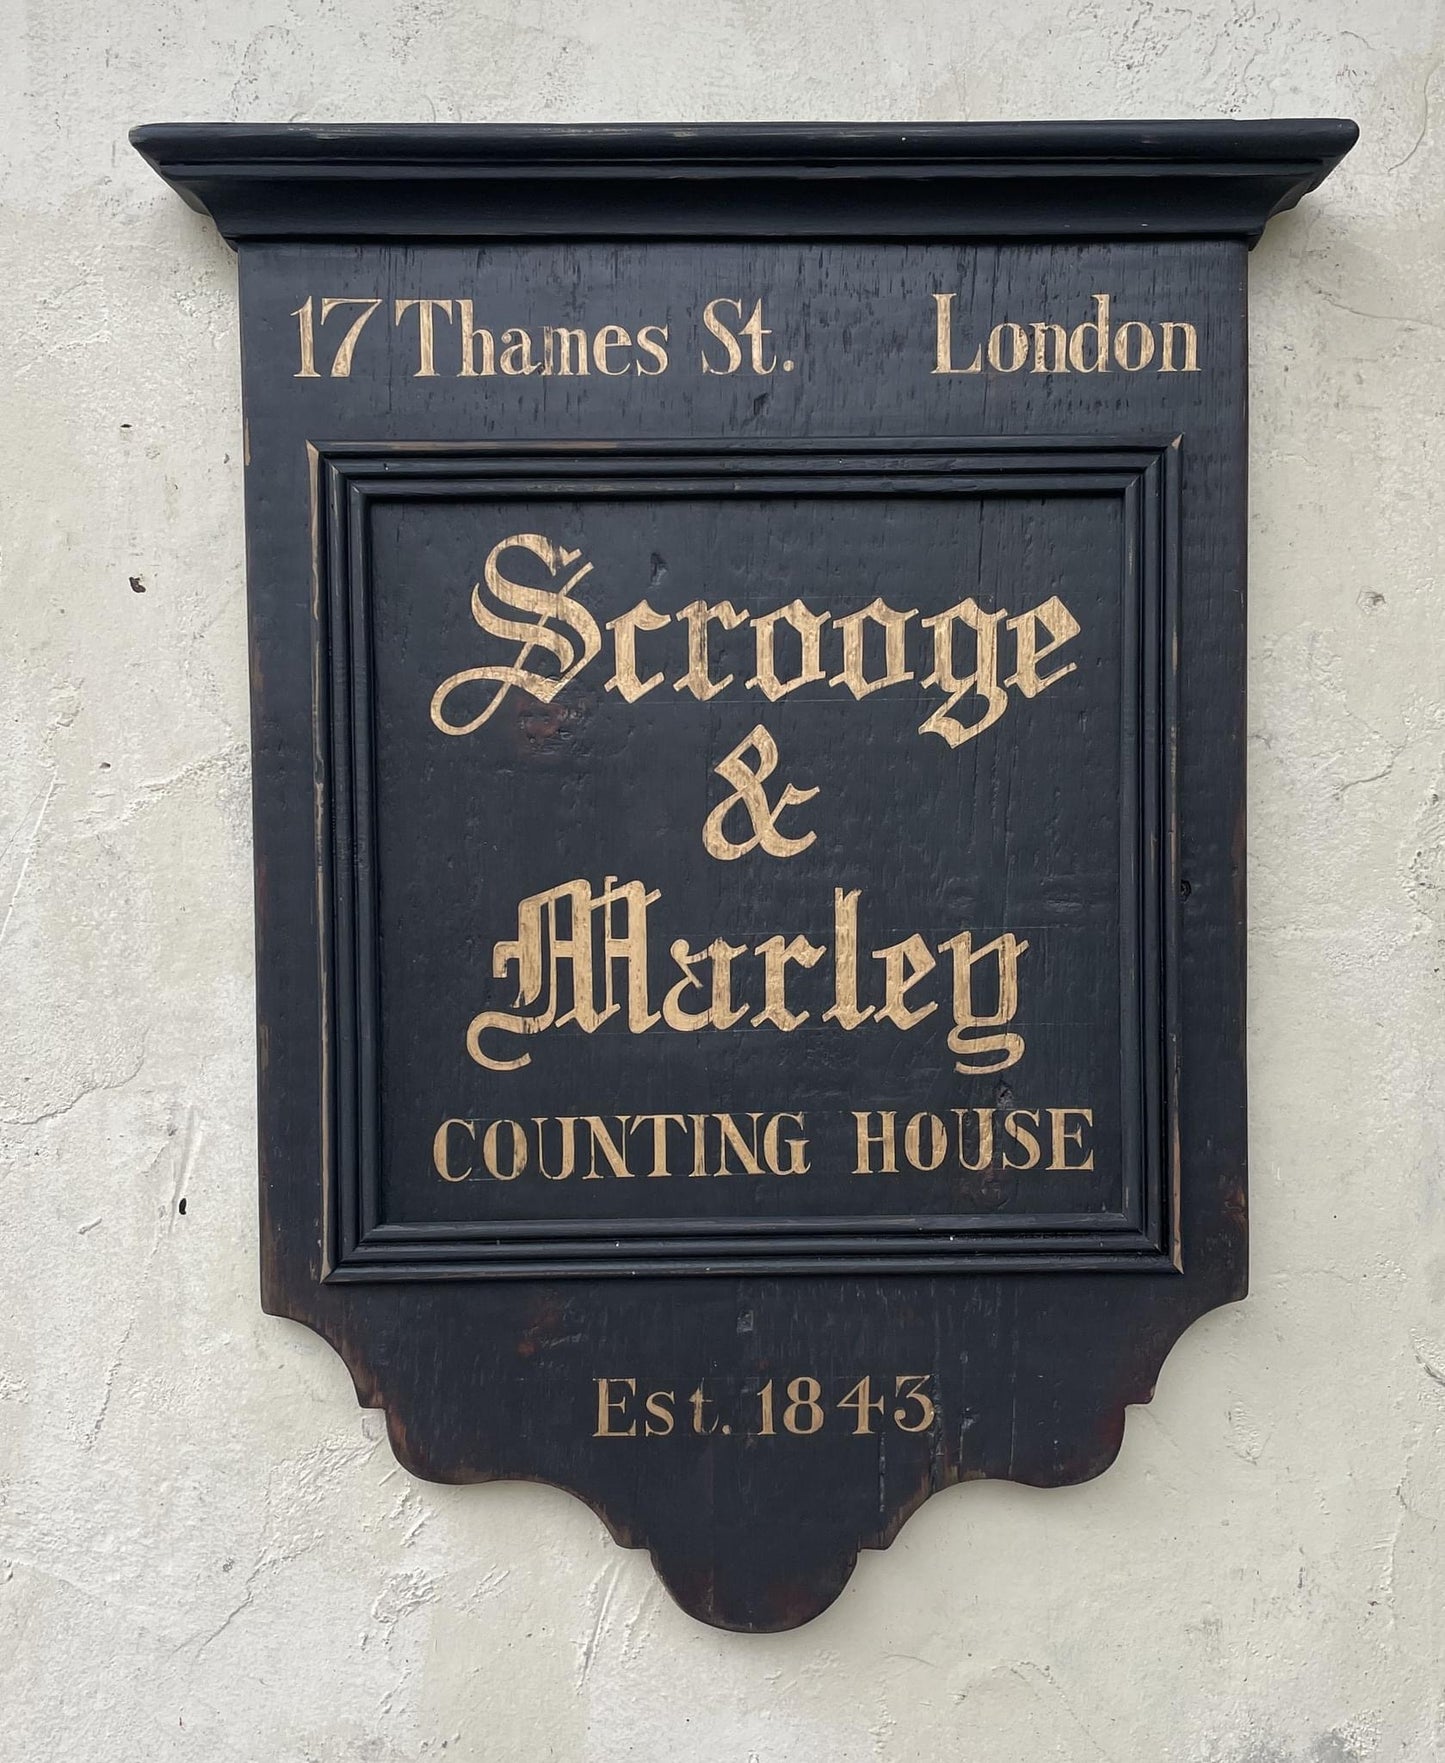 17 Thames St. London
Scrooge
&
Marley
COUNTING HOUSE
Est. 1843